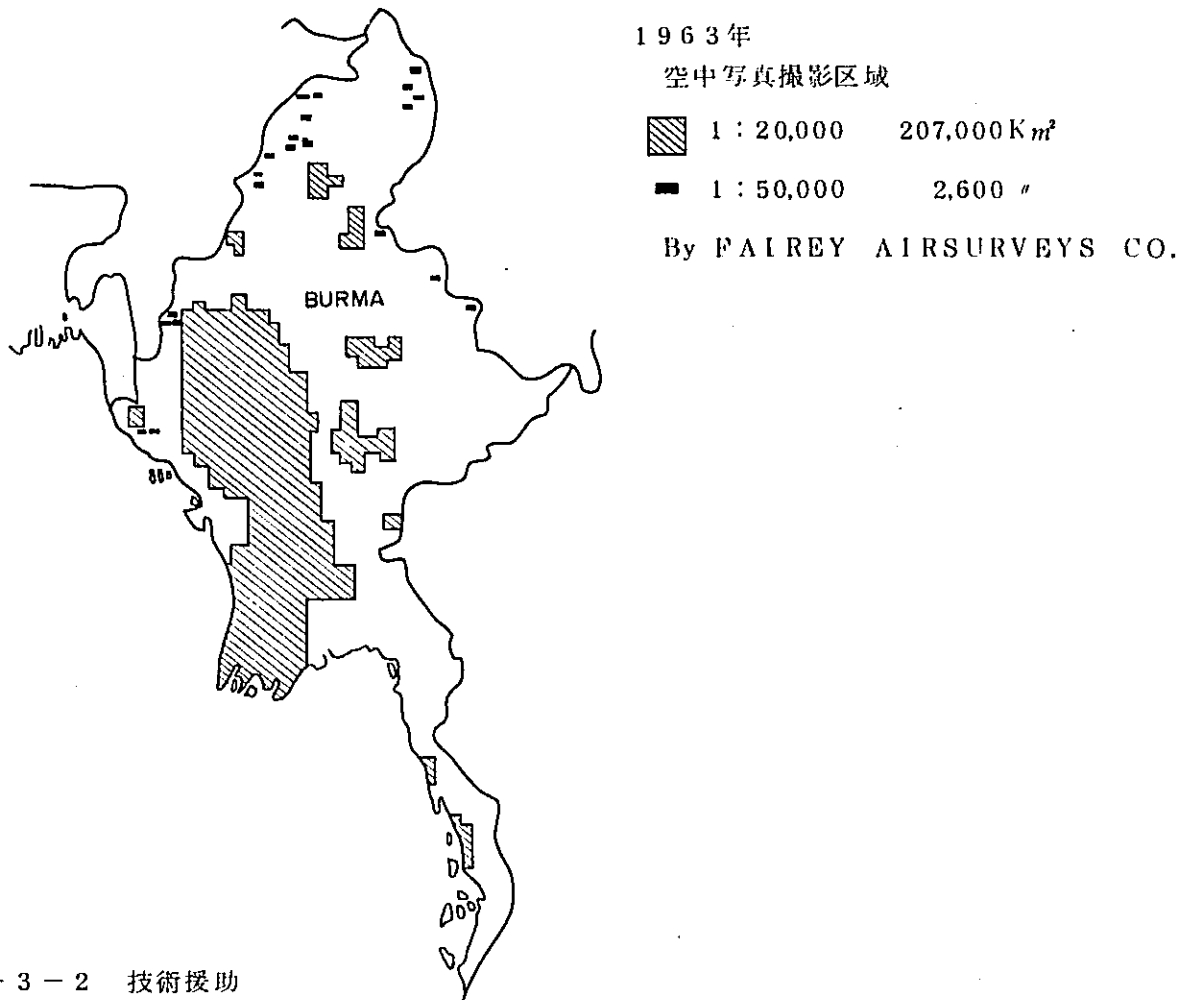 1963年
空中写真撮影区域
1：20,000 207,000Km²
1：50,000 2,600 〃
By FAIREY AIRSURVEYS CO.
BURMA
-3-2 技術援助